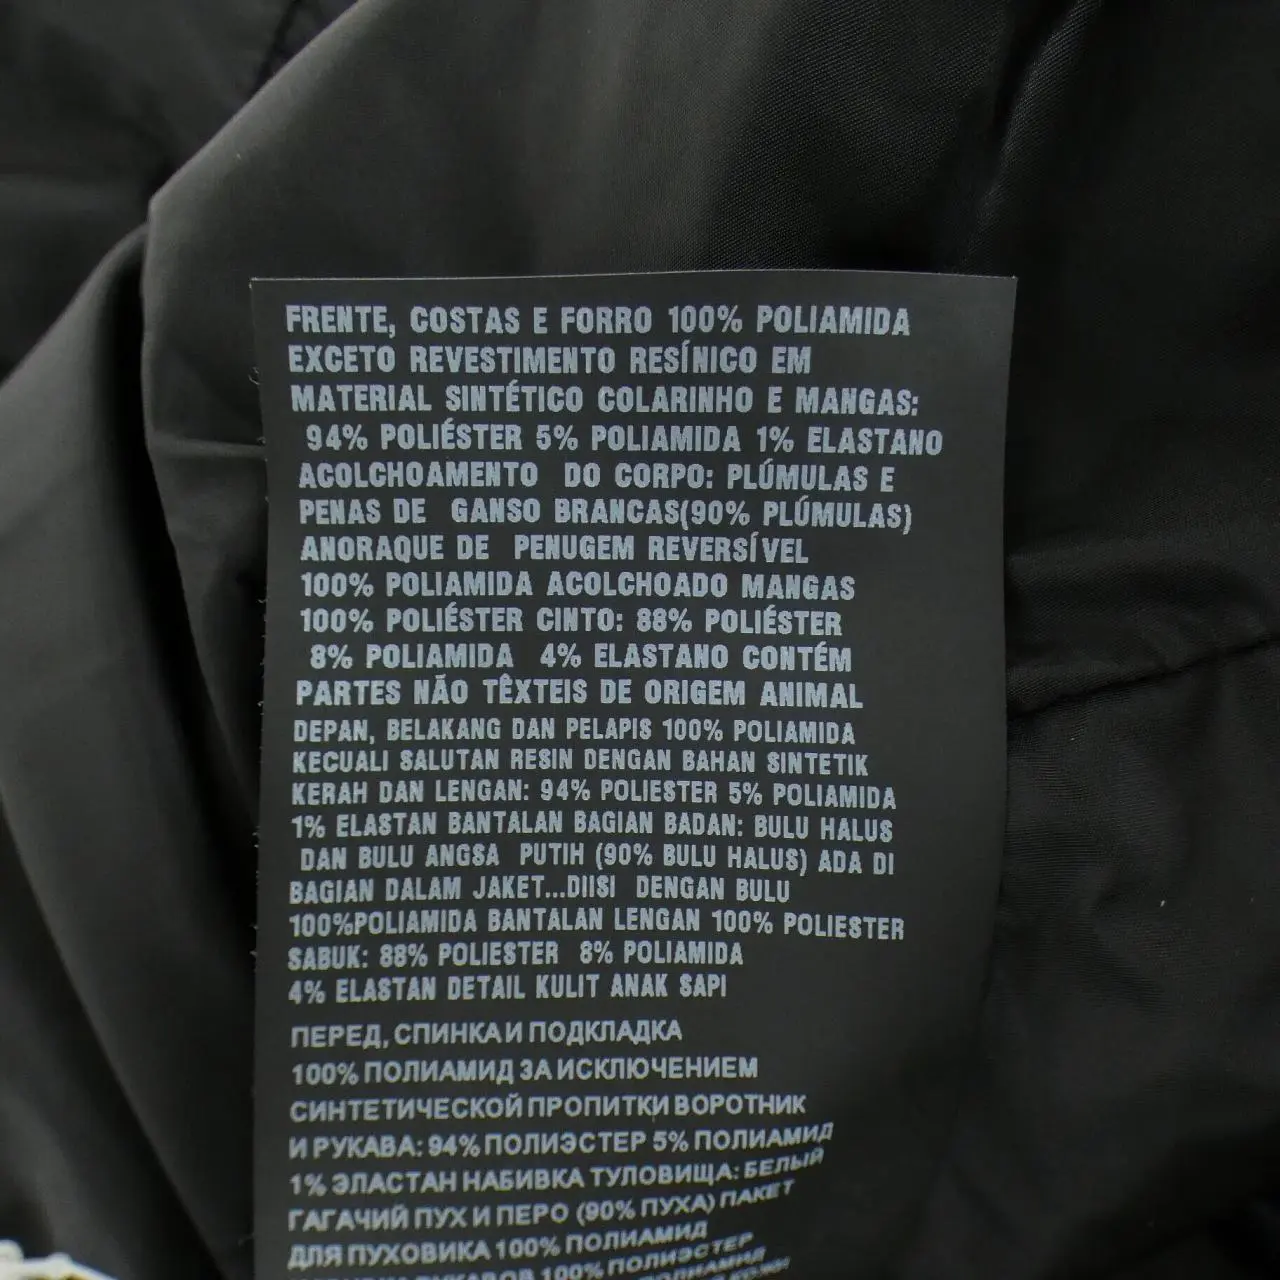 FRENTE, COSTAS E FORRO 100% POLIAMIDA
EXCETO REVESTIMENTO RESÍNICO EM
MATERIAL SINTÉTICO COLARINHO E MANGAS:
94% POLIÉSTER 5% POLIAMIDA 1% ELASTANO
ACOLCHOAMENTO DO CORPO: PLÚMULAS E
PENAS DE GANSO BRANCAS(90% PLÚMULAS)
ANORAQUE DE PENUGEM REVERSÍVEL
100% POLIAMIDA ACOLCHOADO MANGAS
100% POLIÉSTER CINTO: 88% POLIÉSTER
8% POLIAMIDA 4% ELASTANO CONTÉM
PARTES NÃO TÊXTEIS DE ORIGEM ANIMAL
DEPAN, BELAKANG DAN PELAPIS 100% POLIAMIDA
KECUALI SALUTAN RESIN DENGAN BAHAN SINTETIK
KERAH DAN LENGAN: 94% POLIESTER 5% POLIAMIDA
1% ELASTAN BANTALAN BAGIAN BADAN: BULU HALUS
DAN BULU ANGSA PUTIH (90% BULU HALUS) ADA DI
BAGIAN DALAM JAKET...DIISI DENGAN BULU
100%POLIAMIDA BANTALAN LENGAN 100% POLIESTER
SABUK: 88% POLIESTER 8% POLIAMIDA
4% ELASTAN DETAIL KULIT ANAK SAPI
ПЕРЕД, СПИНКА И ПОДКЛАДКА
100% ПОЛИАМИД ЗА ИСКЛЮЧЕНИЕМ
СИНТЕТИЧЕСКОЙ ПРОПИТКИ ВОРОТНИК
И РУКАВА: 94% ПОЛИЭСТЕР 5% ПОЛИАМИД
1% ЭЛАСТАН НАБИВКА ТУЛОВИЩА: БЕЛЫЙ
ГАГАЧИЙ ПУХ И ПЕРО (90% ПУХА) ПАКЕТ
ДЛЯ ПУХОВИКА 100% ПОЛИАМИД
РУКАВОВ 100% ПОЛИЭСТЕР
ПОЛИАМИД